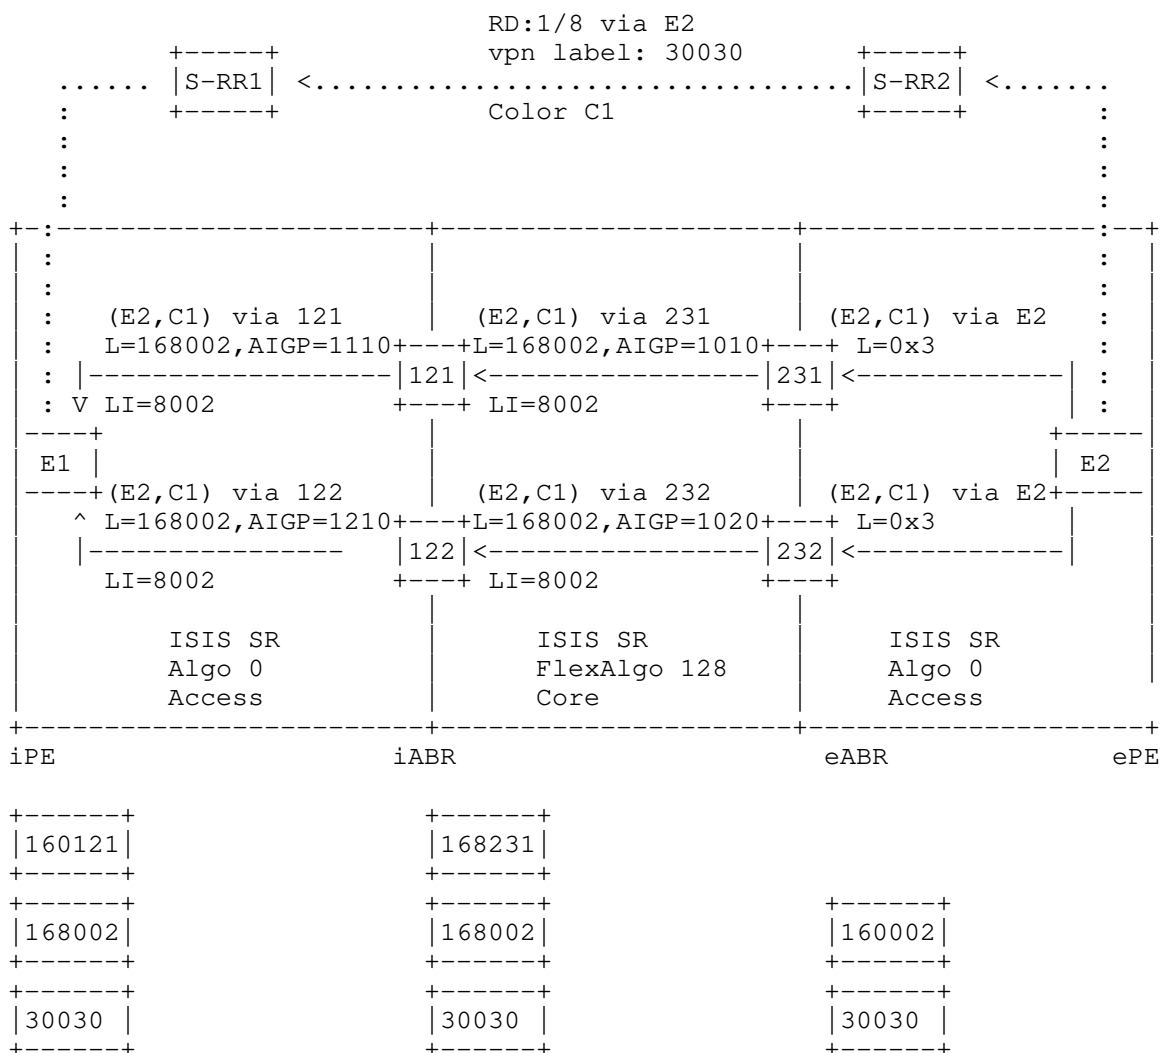 RD:1/8 via E2
vpn label: 30030
S-RR1 S-RR2
Color C1
(E2,C1) via 121 (E2,C1) via 231 (E2,C1) via E2
L=168002,AIGP=1110 L=168002,AIGP=1010 L=0x3
121 231
LI=8002 LI=8002
E1 E2
(E2,C1) via 122 (E2,C1) via 232 (E2,C1) via E2
L=168002,AIGP=1210 L=168002,AIGP=1020 L=0x3
122 232
LI=8002 LI=8002
ISIS SR ISIS SR ISIS SR
Algo 0 FlexAlgo 128 Algo 0
Access Core Access
iPE iABR eABR ePE
160121 168231
168002 168002 160002
30030 30030 30030